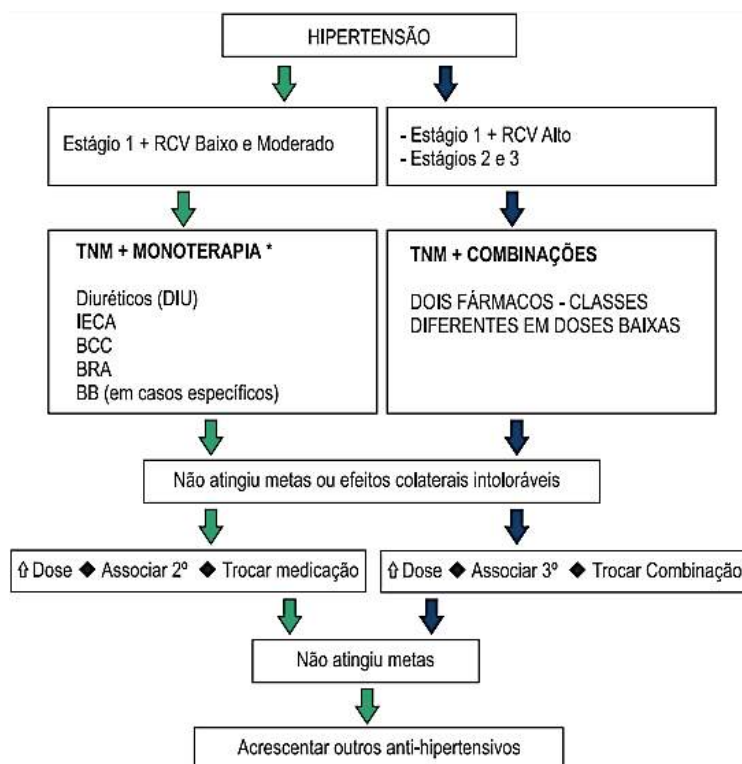 HIPERTENSÃO
Estágio 1 + RCV Baixo e Moderado
- Estágio 1 + RCV Alto
- Estágios 2 e 3
TNM + MONOTERAPIA *
Diuréticos (DIU)
IECA
BCC
BRA
BB (em casos específicos)
TNM + COMBINAÇÕES
DOIS FÁRMACOS - CLASSES
DIFERENTES EM DOSES BAIXAS
Não atingiu metas ou efeitos colaterais intoloráveis
⇧ Dose ◆ Associar 2º ◆ Trocar medicação
⇧ Dose ◆ Associar 3º ◆ Trocar Combinação
Não atingiu metas
Acrescentar outros anti-hipertensivos